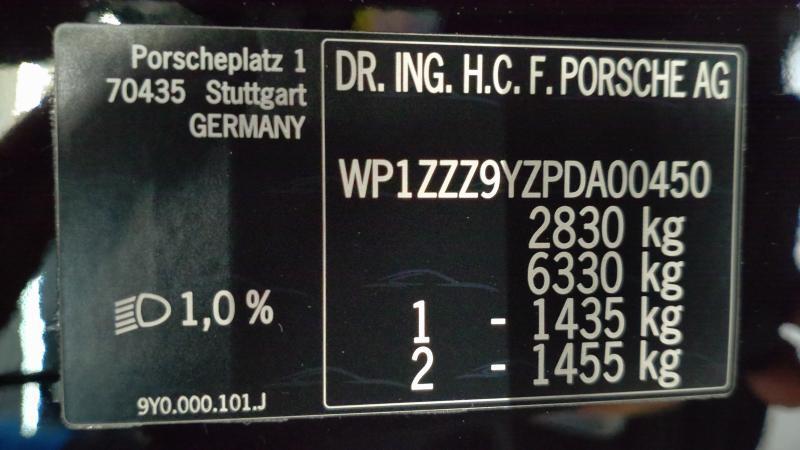 Porscheplatz 1
70435 Stuttgart
GERMANY
DR. ING. H.C. F. PORSCHE AG
WP1ZZZ9YZPDA00450
2830 kg
6330 kg
1 - 1435 kg
2 - 1455 kg
1,0 %
9Y0.000.101.J